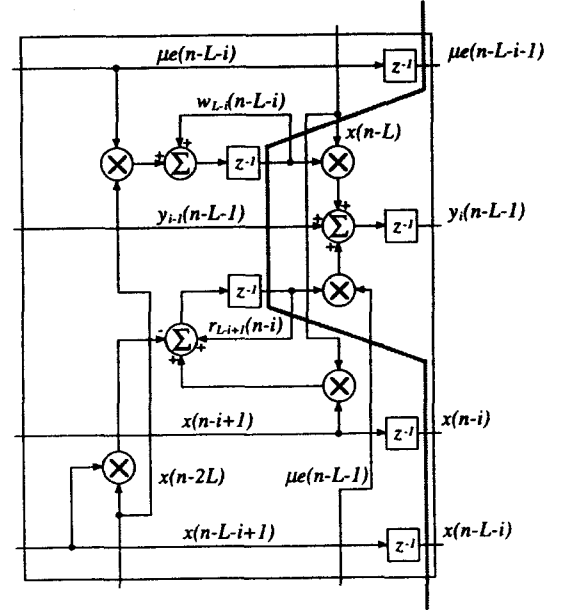 μe(n-L-i)
z⁻¹
μe(n-L-i-1)
w_{L-i}(n-L-i)
x(n-L)
+
+
Σ
z⁻¹
y_{i-1}(n-L-1)
+
+
+
Σ
z⁻¹
y_i(n-L-1)
z⁻¹
r_{L-i+1}(n-i)
-
+
+
Σ
x(n-i+1)
z⁻¹
x(n-i)
x(n-2L)
μe(n-L-1)
x(n-L-i+1)
z⁻¹
x(n-L-i)